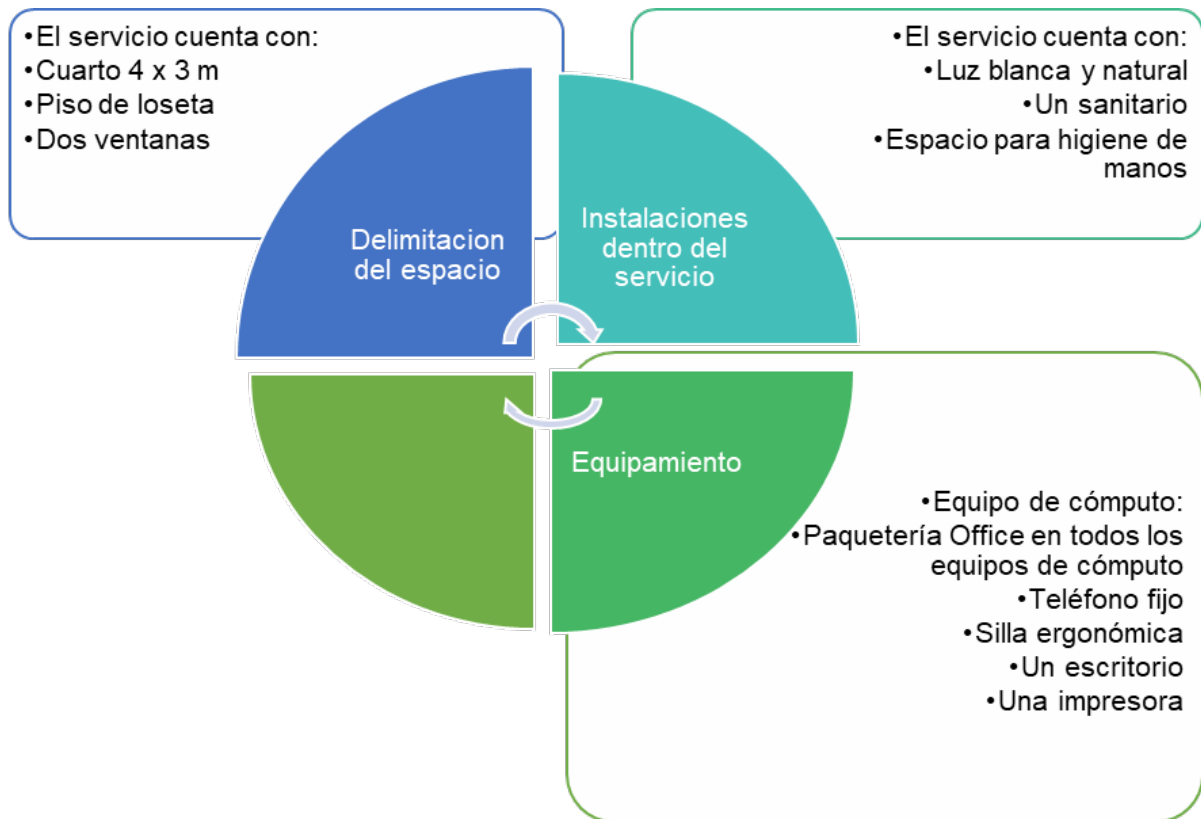 •El servicio cuenta con:
•Cuarto 4 x 3 m
•Piso de loseta
•Dos ventanas
•El servicio cuenta con:
•Luz blanca y natural
•Un sanitario
•Espacio para higiene de
manos
Delimitacion
del espacio
Instalaciones
dentro del
servicio
Equipamiento
•Equipo de cómputo:
•Paquetería Office en todos los
equipos de cómputo
•Teléfono fijo
•Silla ergonómica
•Un escritorio
•Una impresora